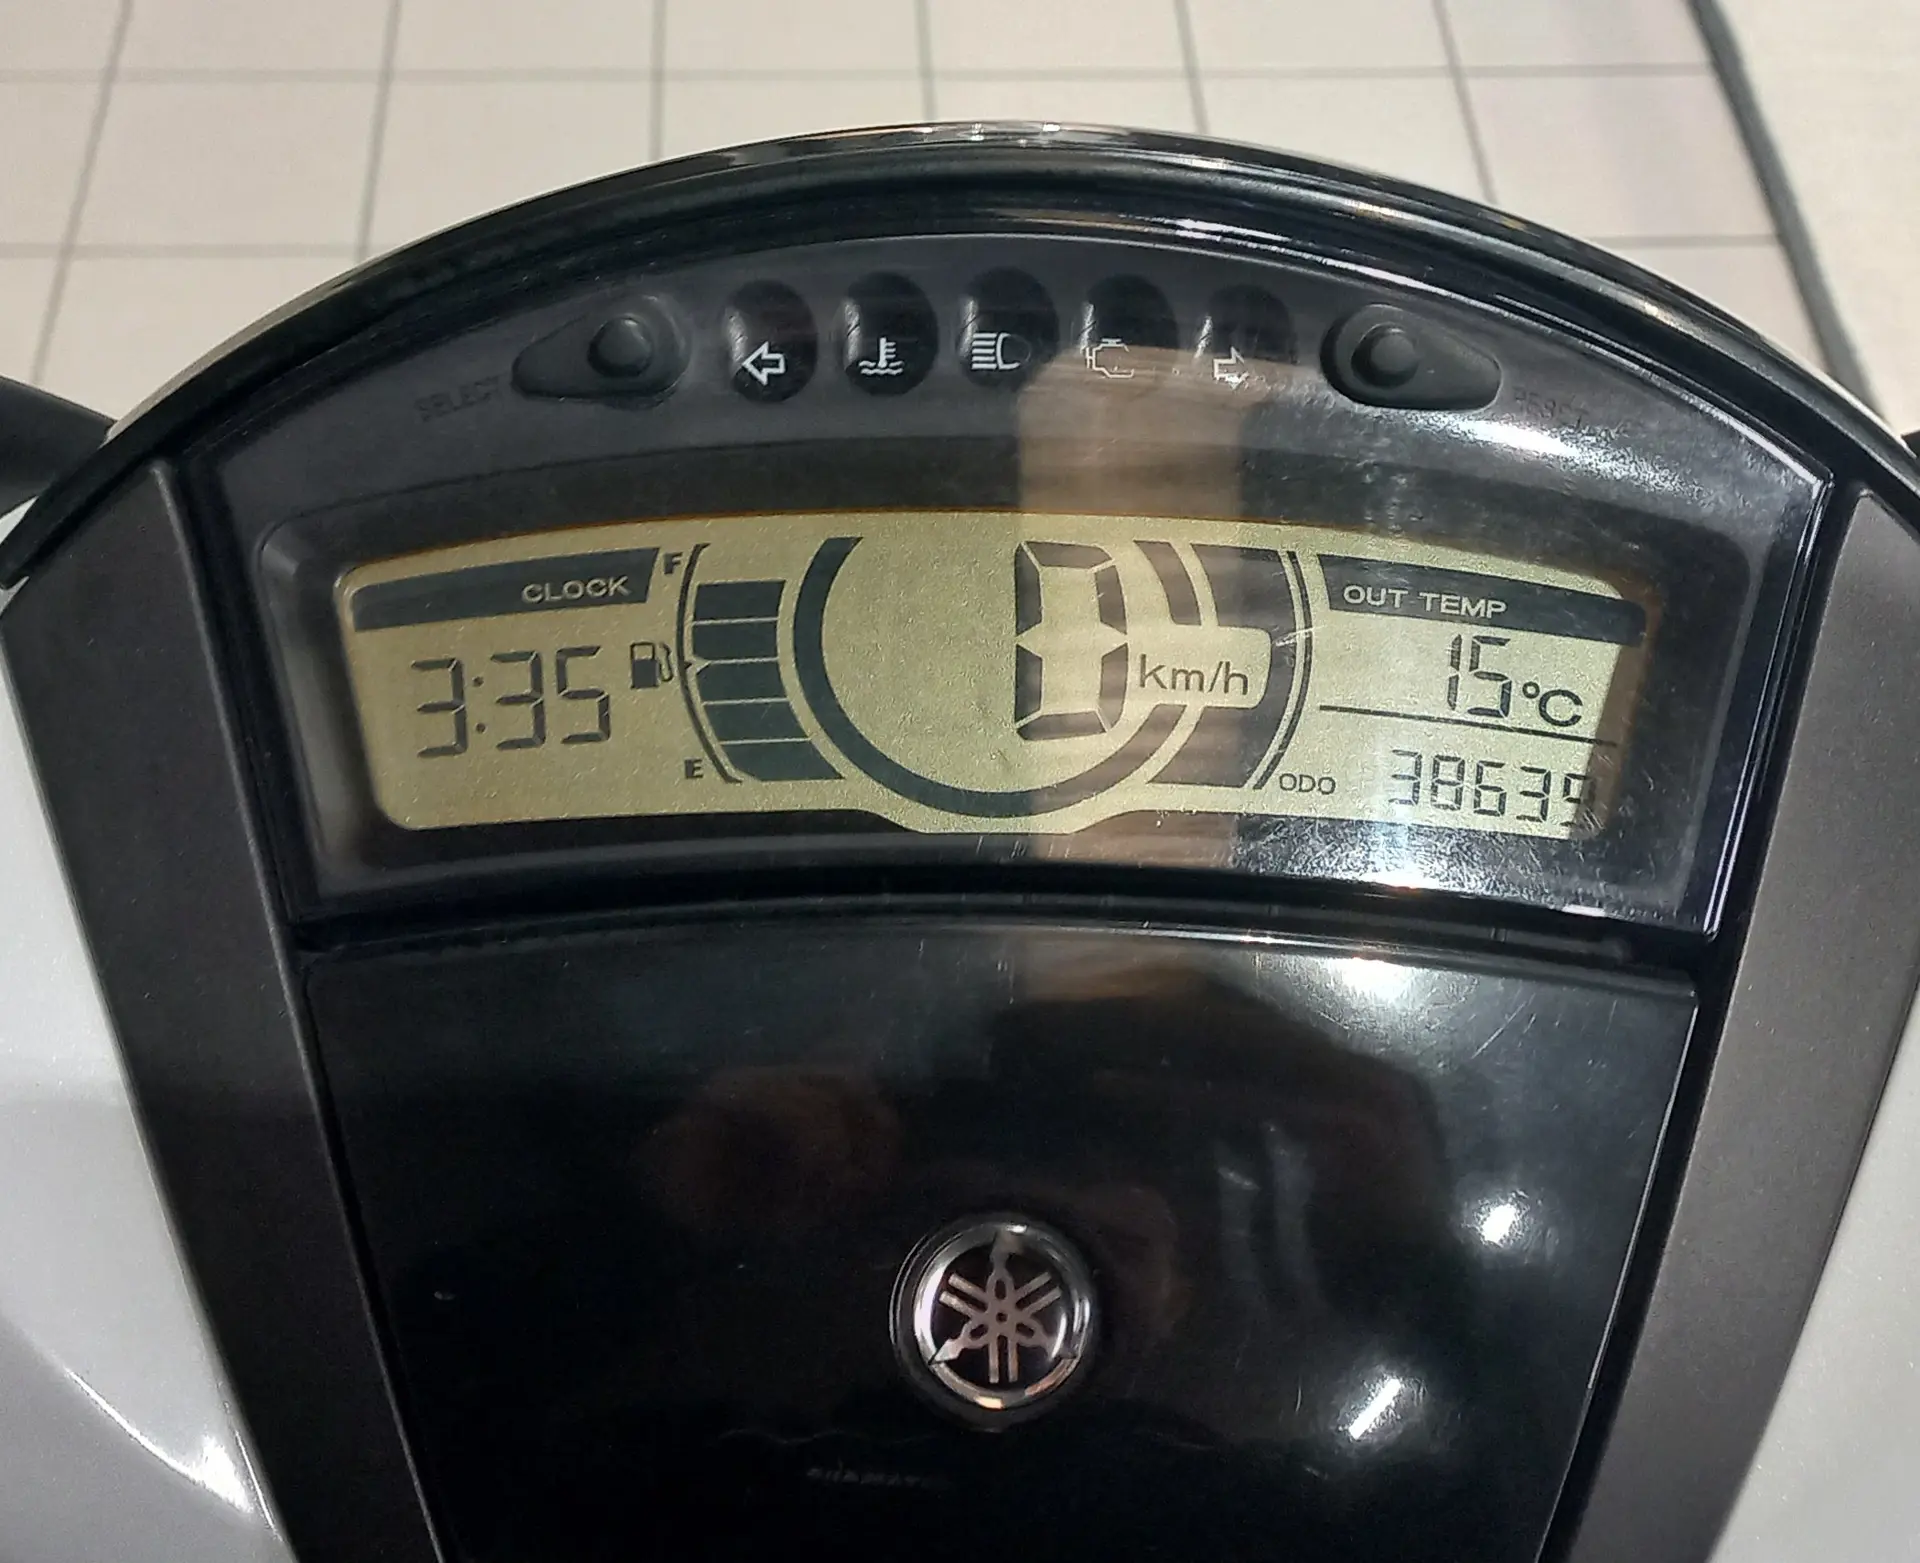 SELECT
RESET
CLOCK
F
OUT TEMP
3:35
0
km/h
15°C
E
ODO
38639